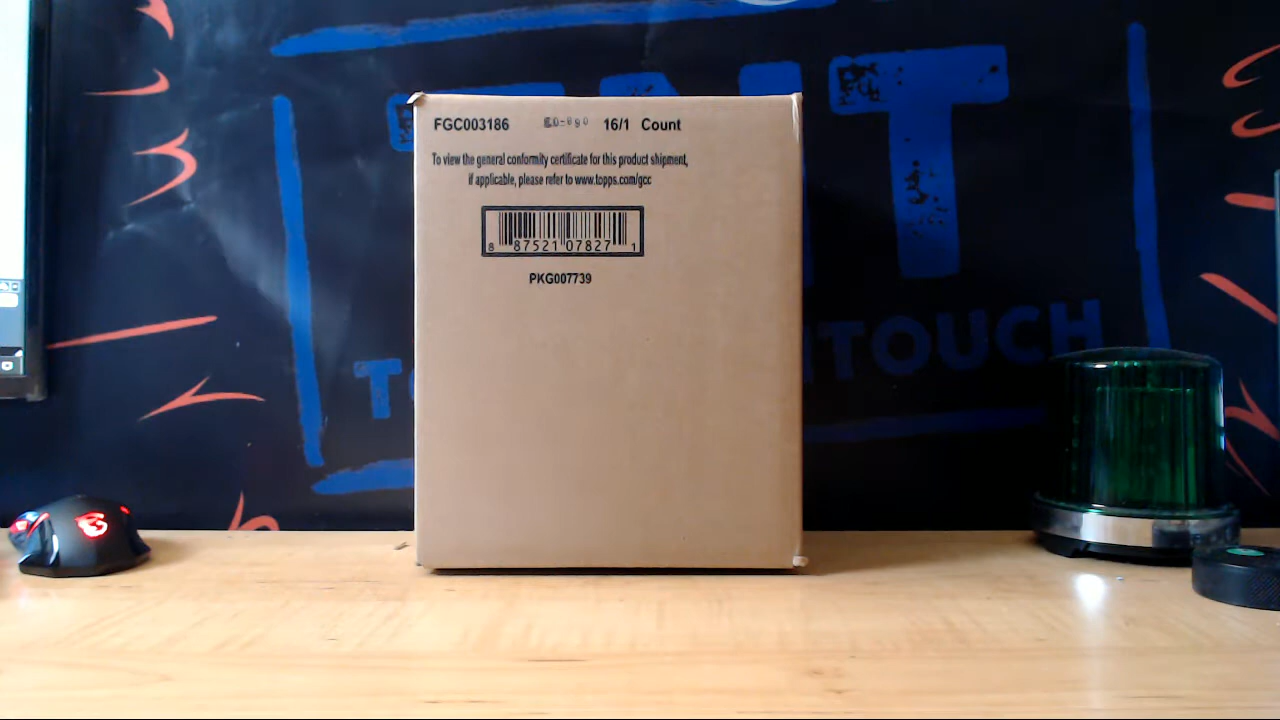 TNT
TOUCH
FGC003186 16/1 Count
To view the general conformity certificate for this product shipment,
if applicable, please refer to www.topps.com/gcc
8 87521 07827 1
PKG007739